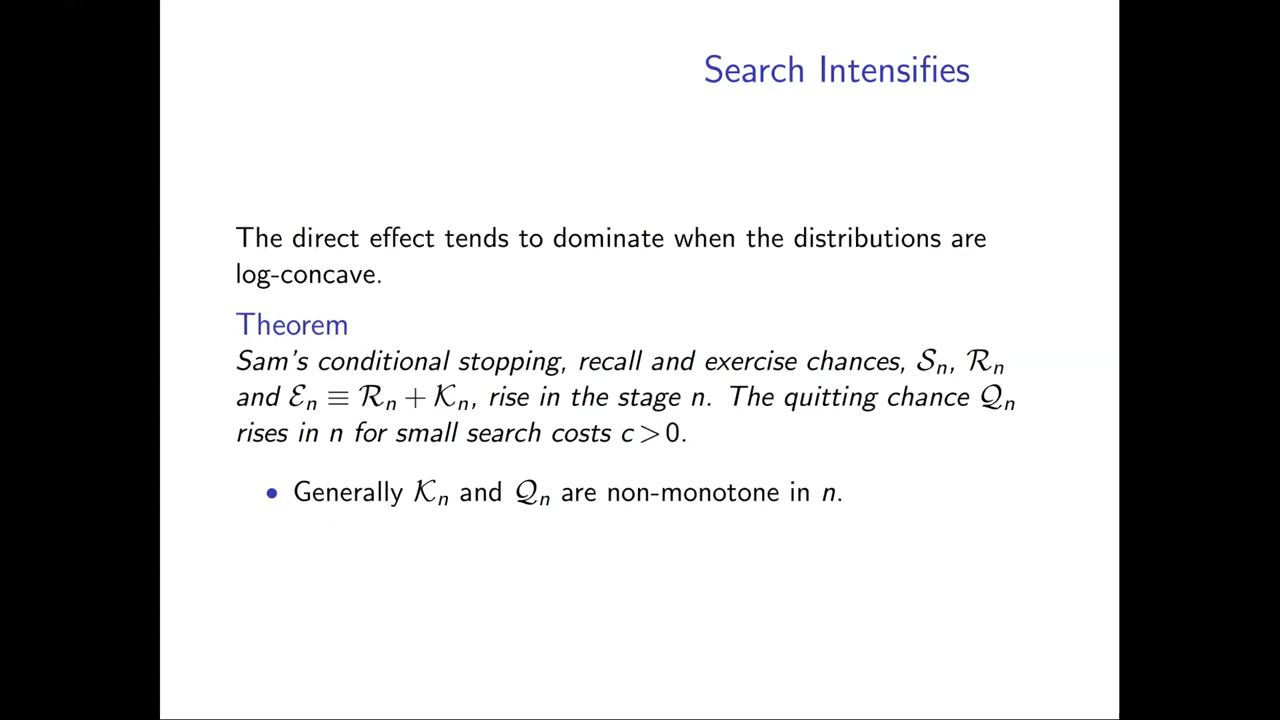 Search Intensifies
The direct effect tends to dominate when the distributions are
log-concave.
Theorem
Sam's conditional stopping, recall and exercise chances, 𝒮ₙ, ℛₙ
and ℰₙ ≡ ℛₙ + 𝒦ₙ, rise in the stage n. The quitting chance 𝒬ₙ
rises in n for small search costs c > 0.
• Generally 𝒦ₙ and 𝒬ₙ are non-monotone in n.